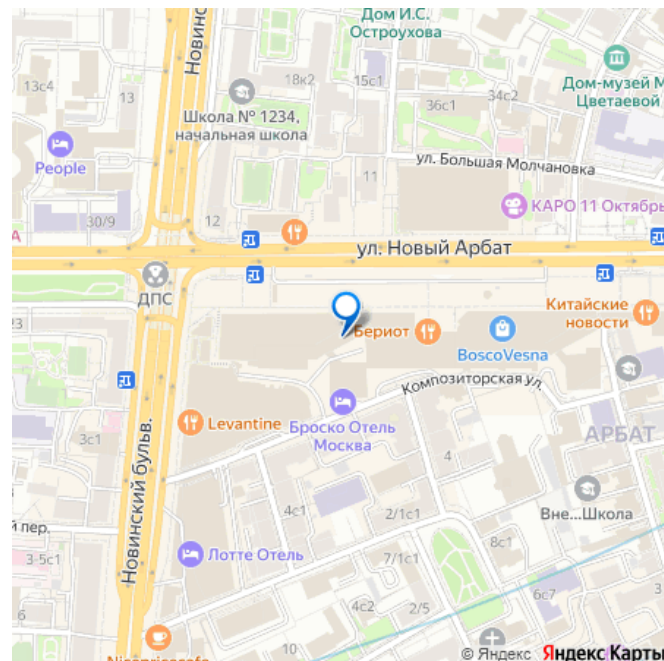 Дом И.С.
Остроухова
Новинс
13с4
13
18к2
15с1
34с2
36с1
Дом-музей М
Цветаевой
Школа № 1234,
начальная школа
ул. Большая Молчановка
People
11
КАРО 11 Октябрь
30/9
12
А
ул. Новый Арбат
ДПС
23
Китайские
новости
Бериот
BoscoVesna
Композиторская ул.
Levantine
Броско Отель
Москва
АРБАТ
3с1
4
Новинский бульв.
4с1
2/1с1
Вне...Школа
й пер.
8с1
3-5с1
Лотте Отель
7/1с1
4с2
2/5
6
10
© Яндекс Яндекс Карты